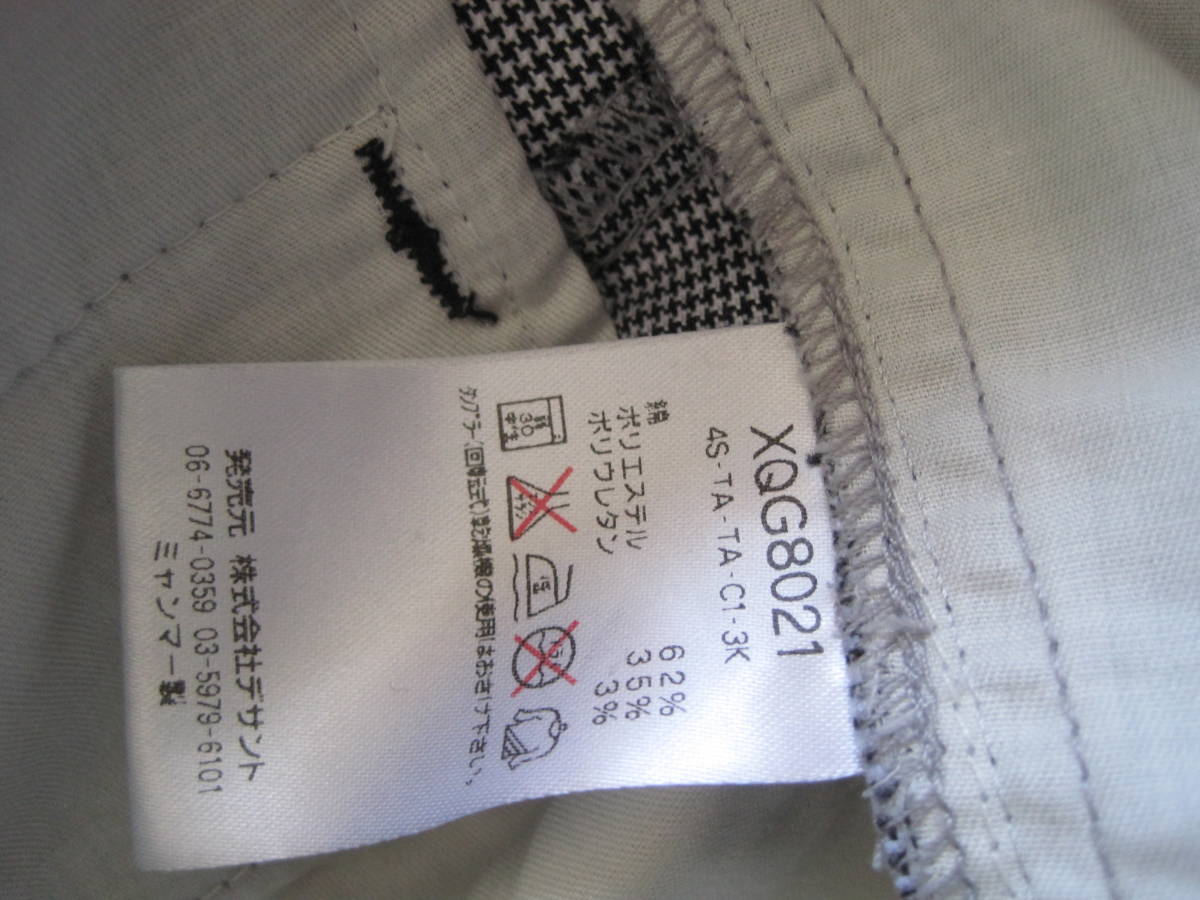 XQG8021
4S-TA-TA-C1-3K
綿 62%
ポリエステル 35%
ポリウレタン 3%
30
中性
タンブラー(回転式)乾燥機の使用はおさけ下さい。
発売元 株式会社デサント
06-6774-0359 03-5979-6101
ミャンマー製